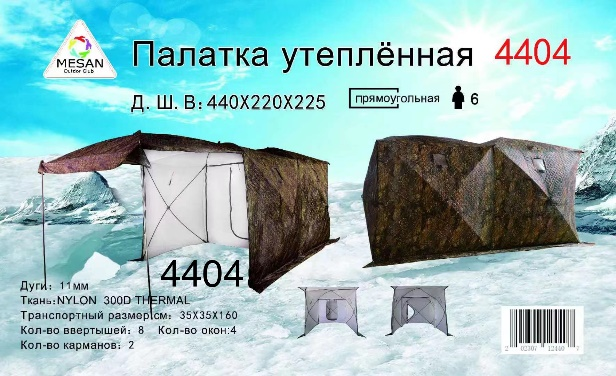 MESAN
Outdor Club
Палатка утеплённая 4404
Д. Ш. В: 440X220X225 прямоугольная 6
4404
Дуги: 11мм
Ткань:NYLON 300D THERMAL
Транспортный размер:см: 35X35X160
Кол-во ввертышей: 8 Кол-во окон:4
Кол-во карманов: 2